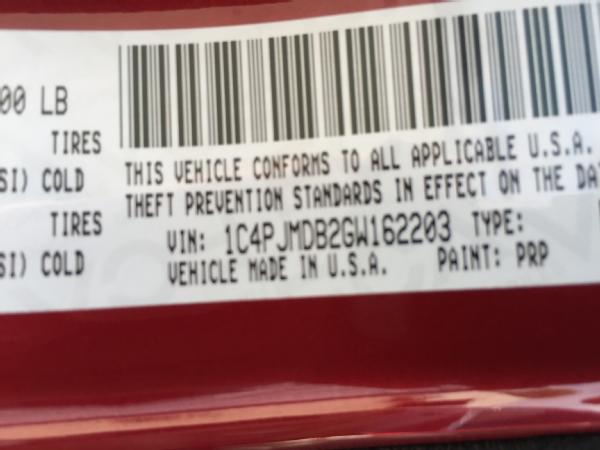 00 LB
TIRES
SI) COLD
TIRES
SI) COLD
THIS VEHICLE CONFORMS TO ALL APPLICABLE U.S.A.
THEFT PREVENTION STANDARDS IN EFFECT ON THE DA
VIN: 1C4PJMDB2GW162203 TYPE:
VEHICLE MADE IN U.S.A. PAINT: PRP